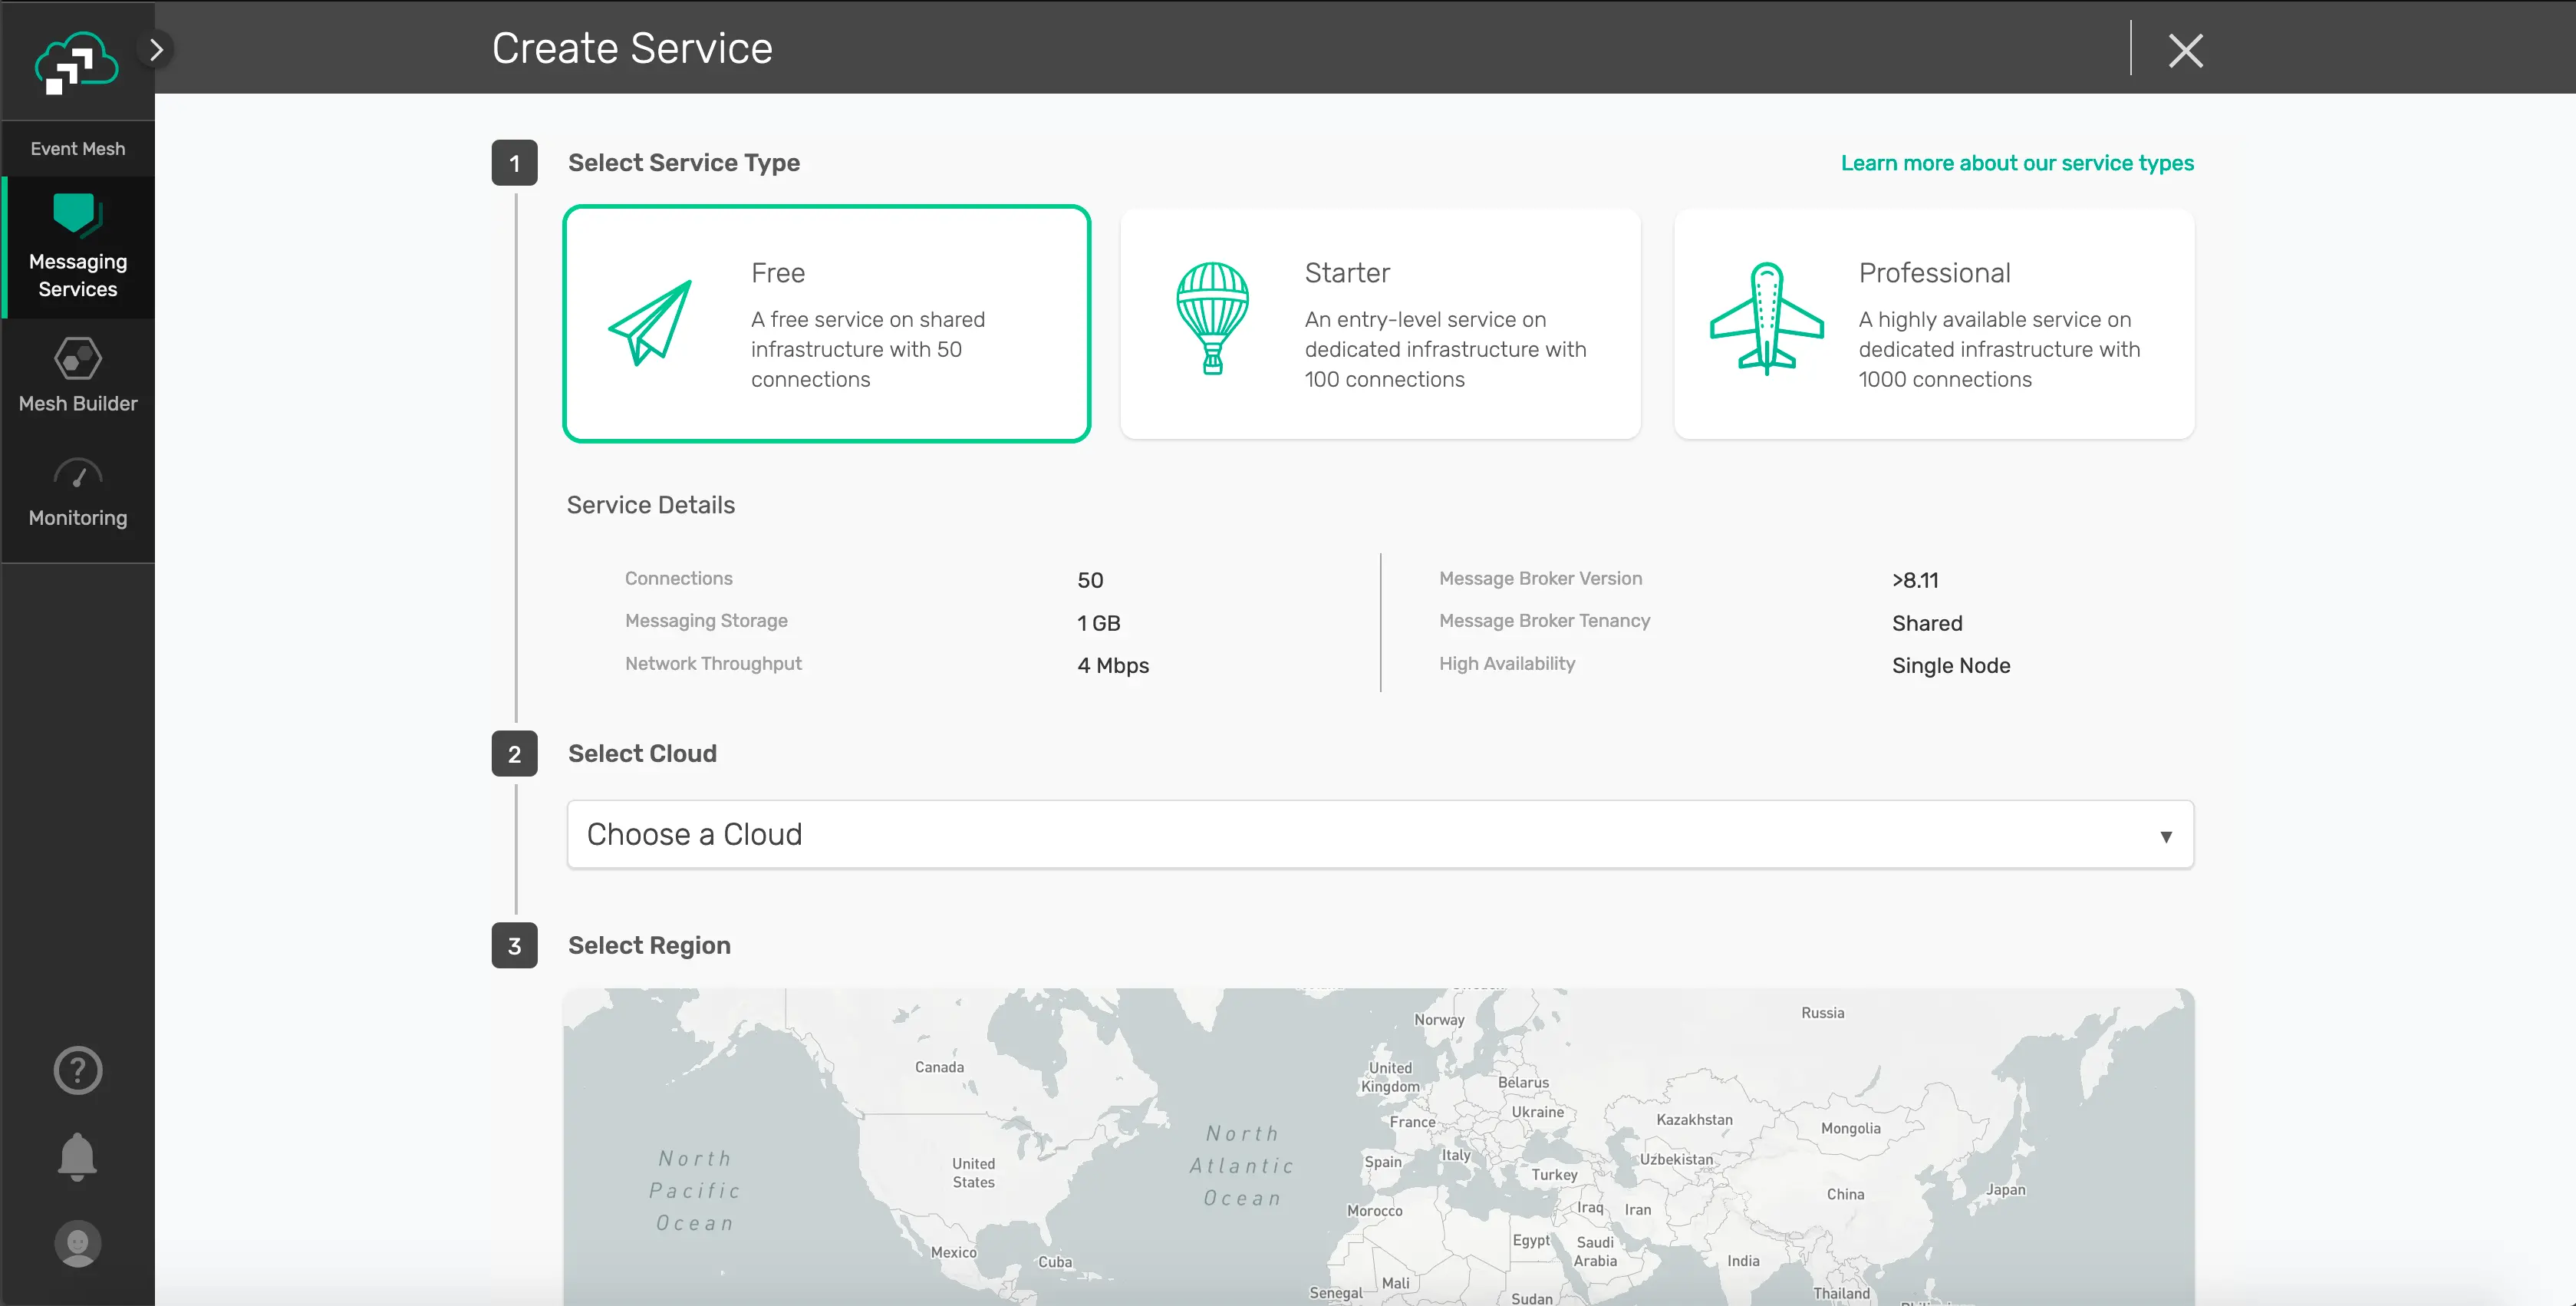 Create Service
Event Mesh
Messaging
Services
Mesh Builder
Monitoring
1
Select Service Type
Learn more about our service types
Free
A free service on shared
infrastructure with 50
connections
Starter
An entry-level service on
dedicated infrastructure with
100 connections
Professional
A highly available service on
dedicated infrastructure with
1000 connections
Service Details
Connections 50
Messaging Storage 1 GB
Network Throughput 4 Mbps
Message Broker Version >8.11
Message Broker Tenancy Shared
High Availability Single Node
2
Select Cloud
Choose a Cloud
3
Select Region
Norway
Russia
Canada
United
Kingdom
Belarus
Ukraine
Kazakhstan
France
Mongolia
North
Atlantic
Ocean
North
Pacific
Ocean
United
States
Spain
Italy
Uzbekistan
Turkey
China
Japan
Morocco
Iraq
Iran
Mexico
Cuba
Egypt
Saudi
Arabia
India
Mali
Senegal
Sudan
Thailand